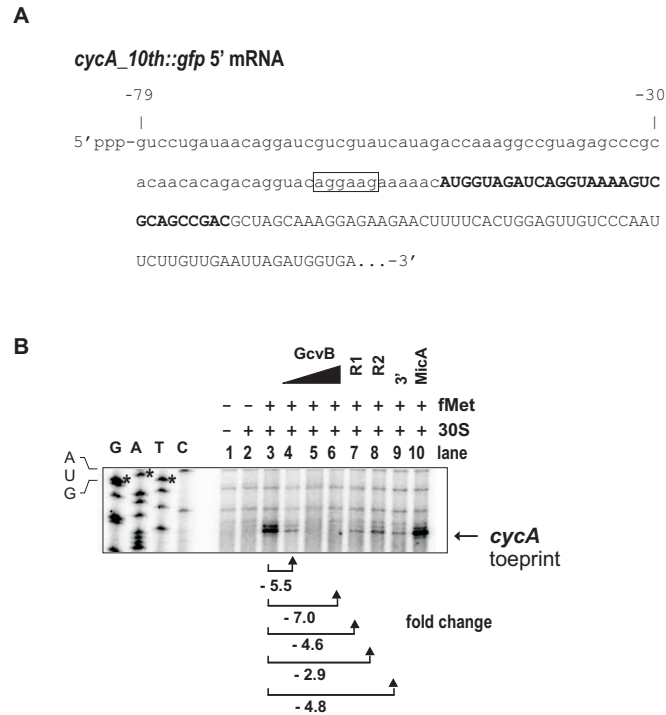 A
cycA_10th::gfp 5' mRNA
-79 -30
| |
5'ppp-guccugauaacaggaucgucguaucauagaccaaaggccguagagcccgc
acaacacagacagguacaggaagaaaaacAUGGUAGAUCAGGUAAAAGUC
GCAGCCGACGCUAGCAAAGGAGAAGAACUUUUCACUGGAGUUGUCCCAAU
UCUUGUUGAAUUAGAUGGUGA...-3'
B
GcvB R1 R2 3' MicA
– – + + + + + + + + fMet
– + + + + + + + + + 30S
G A T C 1 2 3 4 5 6 7 8 9 10 lane
A
U
G
* * *
cycA
toeprint
- 5.5
- 7.0
fold change
- 4.6
- 2.9
- 4.8